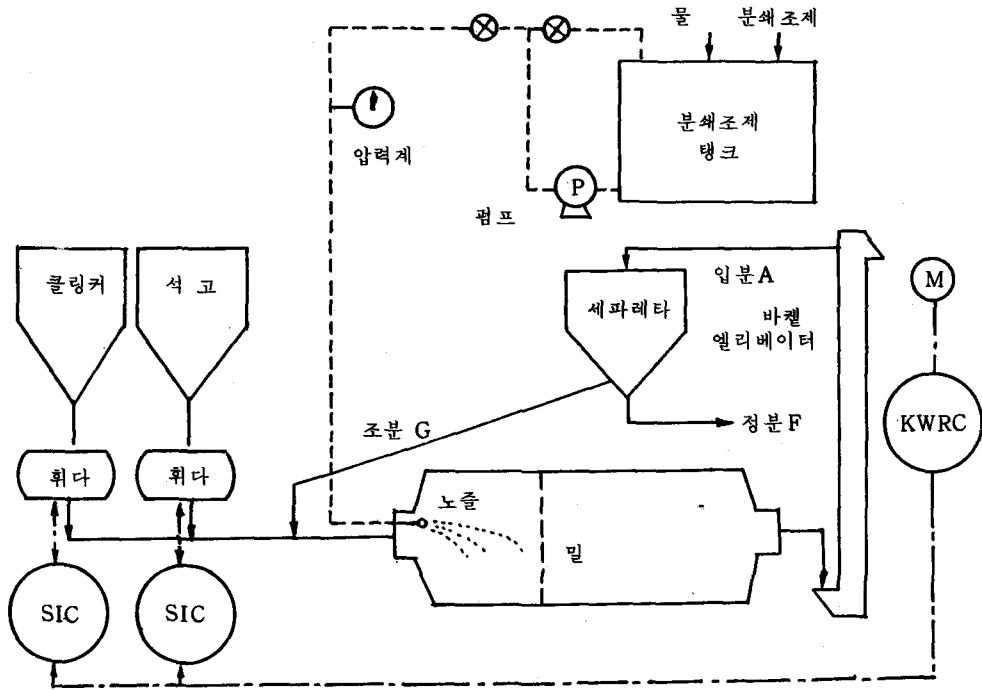 물 분쇄조제
분쇄조제
탱크
압력계
P
펌프
클링커
석 고
세파레타
입분A
바켙
엘리베이터
M
KWRC
조분 G
정분F
휘다
휘다
노즐
밀
SIC
SIC